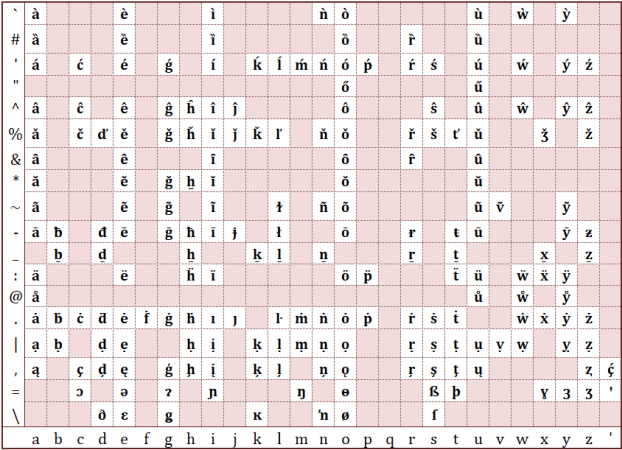 ` à è ì ǹ ò ù ẁ ỳ
# ȁ ȅ ȉ ȍ ȑ ȕ
' á ć é ǵ í ḱ ĺ ḿ ń ó ṕ ŕ ś ú ẃ ý ź
" ő ű
^ â ĉ ê ĝ ĥ î ĵ ô ŝ û ŵ ŷ ẑ
% ǎ č ď ě ǧ ȟ ǐ ǰ ǩ ľ ň ǒ ř š ť ǔ ǯ ž
& ȃ ȇ ȋ ȏ ȓ ȗ
* ă ĕ ğ ḫ ĭ ŏ ŭ
~ ã ẽ g̃ ĩ ɫ ñ õ ũ ṽ ỹ
- ā ƀ đ ē ḡ ħ ī ɉ ł ō ɍ ŧ ū ȳ ƶ
_ ḇ ḏ ẖ ḵ ḻ ṉ ṟ ṯ x̱ ẕ
: ä ë ḧ ï ö p̈ ẗ ü ẅ ẍ ÿ
@ å ů ẘ ẙ
. ȧ ḃ ċ ḋ ė ḟ ġ ḣ ı ȷ ŀ ṁ ṅ ȯ ṗ ṙ ṡ ṫ ẇ ẋ ẏ ż
| ạ ḅ ḍ ẹ ḥ ị ḳ ḷ ṃ ṇ ọ ṛ ṣ ṭ ụ ṿ ẉ ỵ ẓ
, ą ç ḑ ę ģ ḩ į ķ ļ ņ ǫ ŗ ş ţ ų
= ɔ ə ɂ ɲ ŋ ɵ ß þ ɣ ȝ ʒ '
\ ð ɛ ɡ ĸ ŉ ø ſ
a b c d e f g h i j k l m n o p q r s t u v w x y z '